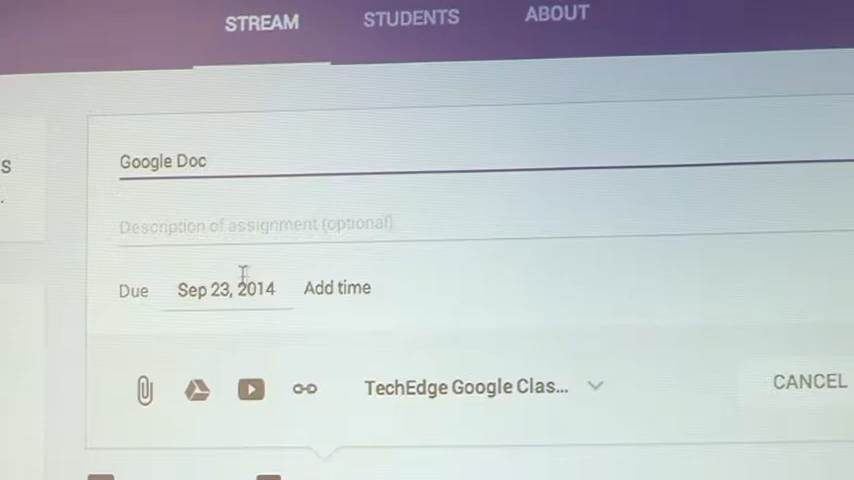 STREAM STUDENTS ABOUT
s
.
Google Doc
Description of assignment (optional)
Due Sep 23, 2014 Add time
TechEdge Google Clas... CANCEL